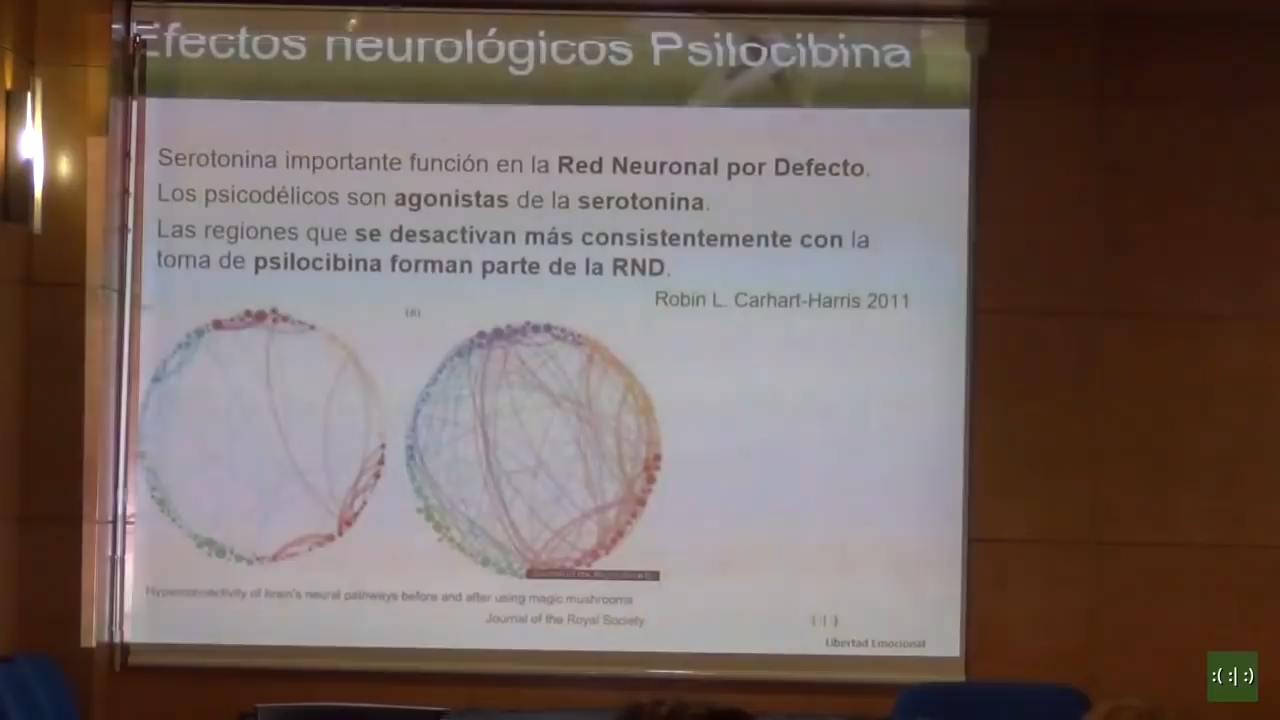 Efectos neurológicos Psilocibina
Serotonina importante función en la Red Neuronal por Defecto.
Los psicodélicos son agonistas de la serotonina.
Las regiones que se desactivan más consistentemente con la
toma de psilocibina forman parte de la RND.
Robin L. Carhart-Harris 2011
Hyperconnectivity of brain's neural pathways before and after using magic mushrooms
Journal of the Royal Society
Libertad Emocional
:( :| :)